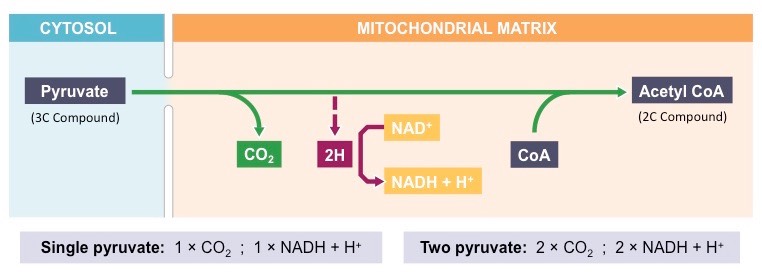 CYTOSOL
MITOCHONDRIAL MATRIX
Pyruvate
(3C Compound)
Acetyl CoA
(2C Compound)
NAD⁺
CO₂
2H
CoA
NADH + H⁺
Single pyruvate: 1 × CO₂ ; 1 × NADH + H⁺
Two pyruvate: 2 × CO₂ ; 2 × NADH + H⁺